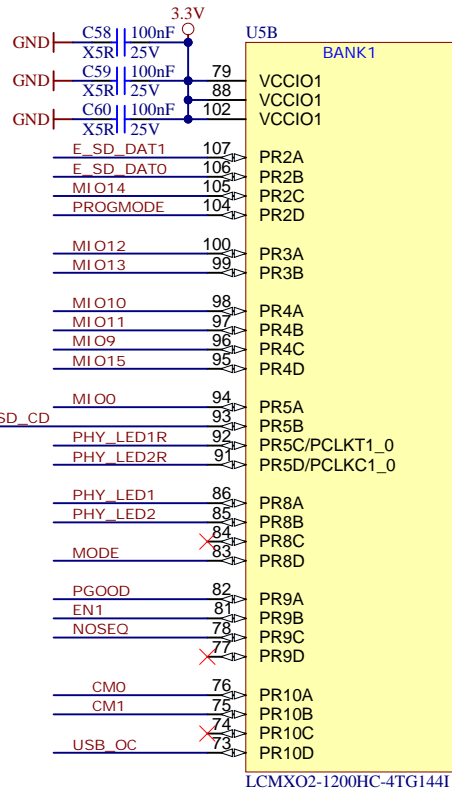 3.3V
C58 100nF
GND
X5R 25V
C59 100nF
GND
X5R 25V
C60 100nF
GND
X5R 25V
U5B
BANK1
79 VCCIO1
88 VCCIO1
102 VCCIO1
E_SD_DAT1 107 PR2A
E_SD_DAT0 106 PR2B
MIO14 105 PR2C
PROGMODE 104 PR2D
MIO12 100 PR3A
MIO13 99 PR3B
MIO10 98 PR4A
MIO11 97 PR4B
MIO9 96 PR4C
MIO15 95 PR4D
MIO0 94 PR5A
SD_CD 93 PR5B
PHY_LED1R 92 PR5C/PCLKT1_0
PHY_LED2R 91 PR5D/PCLKC1_0
PHY_LED1 86 PR8A
PHY_LED2 85 PR8B
84 PR8C
MODE 83 PR8D
PGOOD 82 PR9A
EN1 81 PR9B
NOSEQ 78 PR9C
77 PR9D
CM0 76 PR10A
CM1 75 PR10B
74 PR10C
USB_OC 73 PR10D
LCMXO2-1200HC-4TG144I